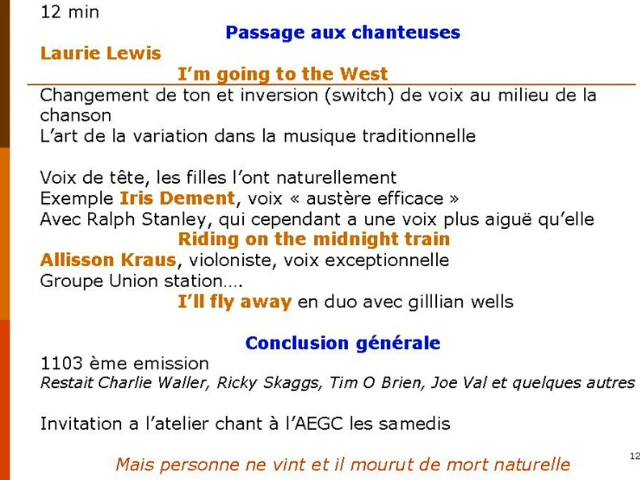 12 min
Passage aux chanteuses
Laurie Lewis
I'm going to the West
Changement de ton et inversion (switch) de voix au milieu de la
chanson
L'art de la variation dans la musique traditionnelle
Voix de tête, les filles l'ont naturellement
Exemple Iris Dement, voix « austère efficace »
Avec Ralph Stanley, qui cependant a une voix plus aiguë qu'elle
Riding on the midnight train
Allisson Kraus, violoniste, voix exceptionnelle
Groupe Union station....
I'll fly away en duo avec gilllian wells
Conclusion générale
1103 ème emission
Restait Charlie Waller, Ricky Skaggs, Tim O Brien, Joe Val et quelques autres
Invitation a l'atelier chant à l'AEGC les samedis
12
Mais personne ne vint et il mourut de mort naturelle